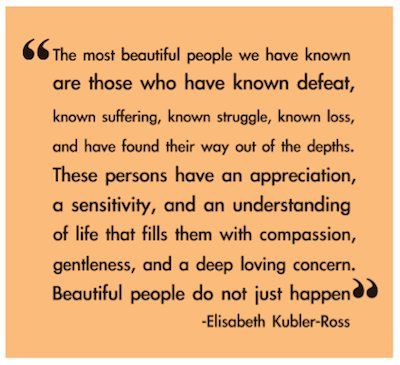 “The most beautiful people we have known
are those who have known defeat,
known suffering, known struggle, known loss,
and have found their way out of the depths.
These persons have an appreciation,
a sensitivity, and an understanding
of life that fills them with compassion,
gentleness, and a deep loving concern.
Beautiful people do not just happen”
-Elisabeth Kubler-Ross